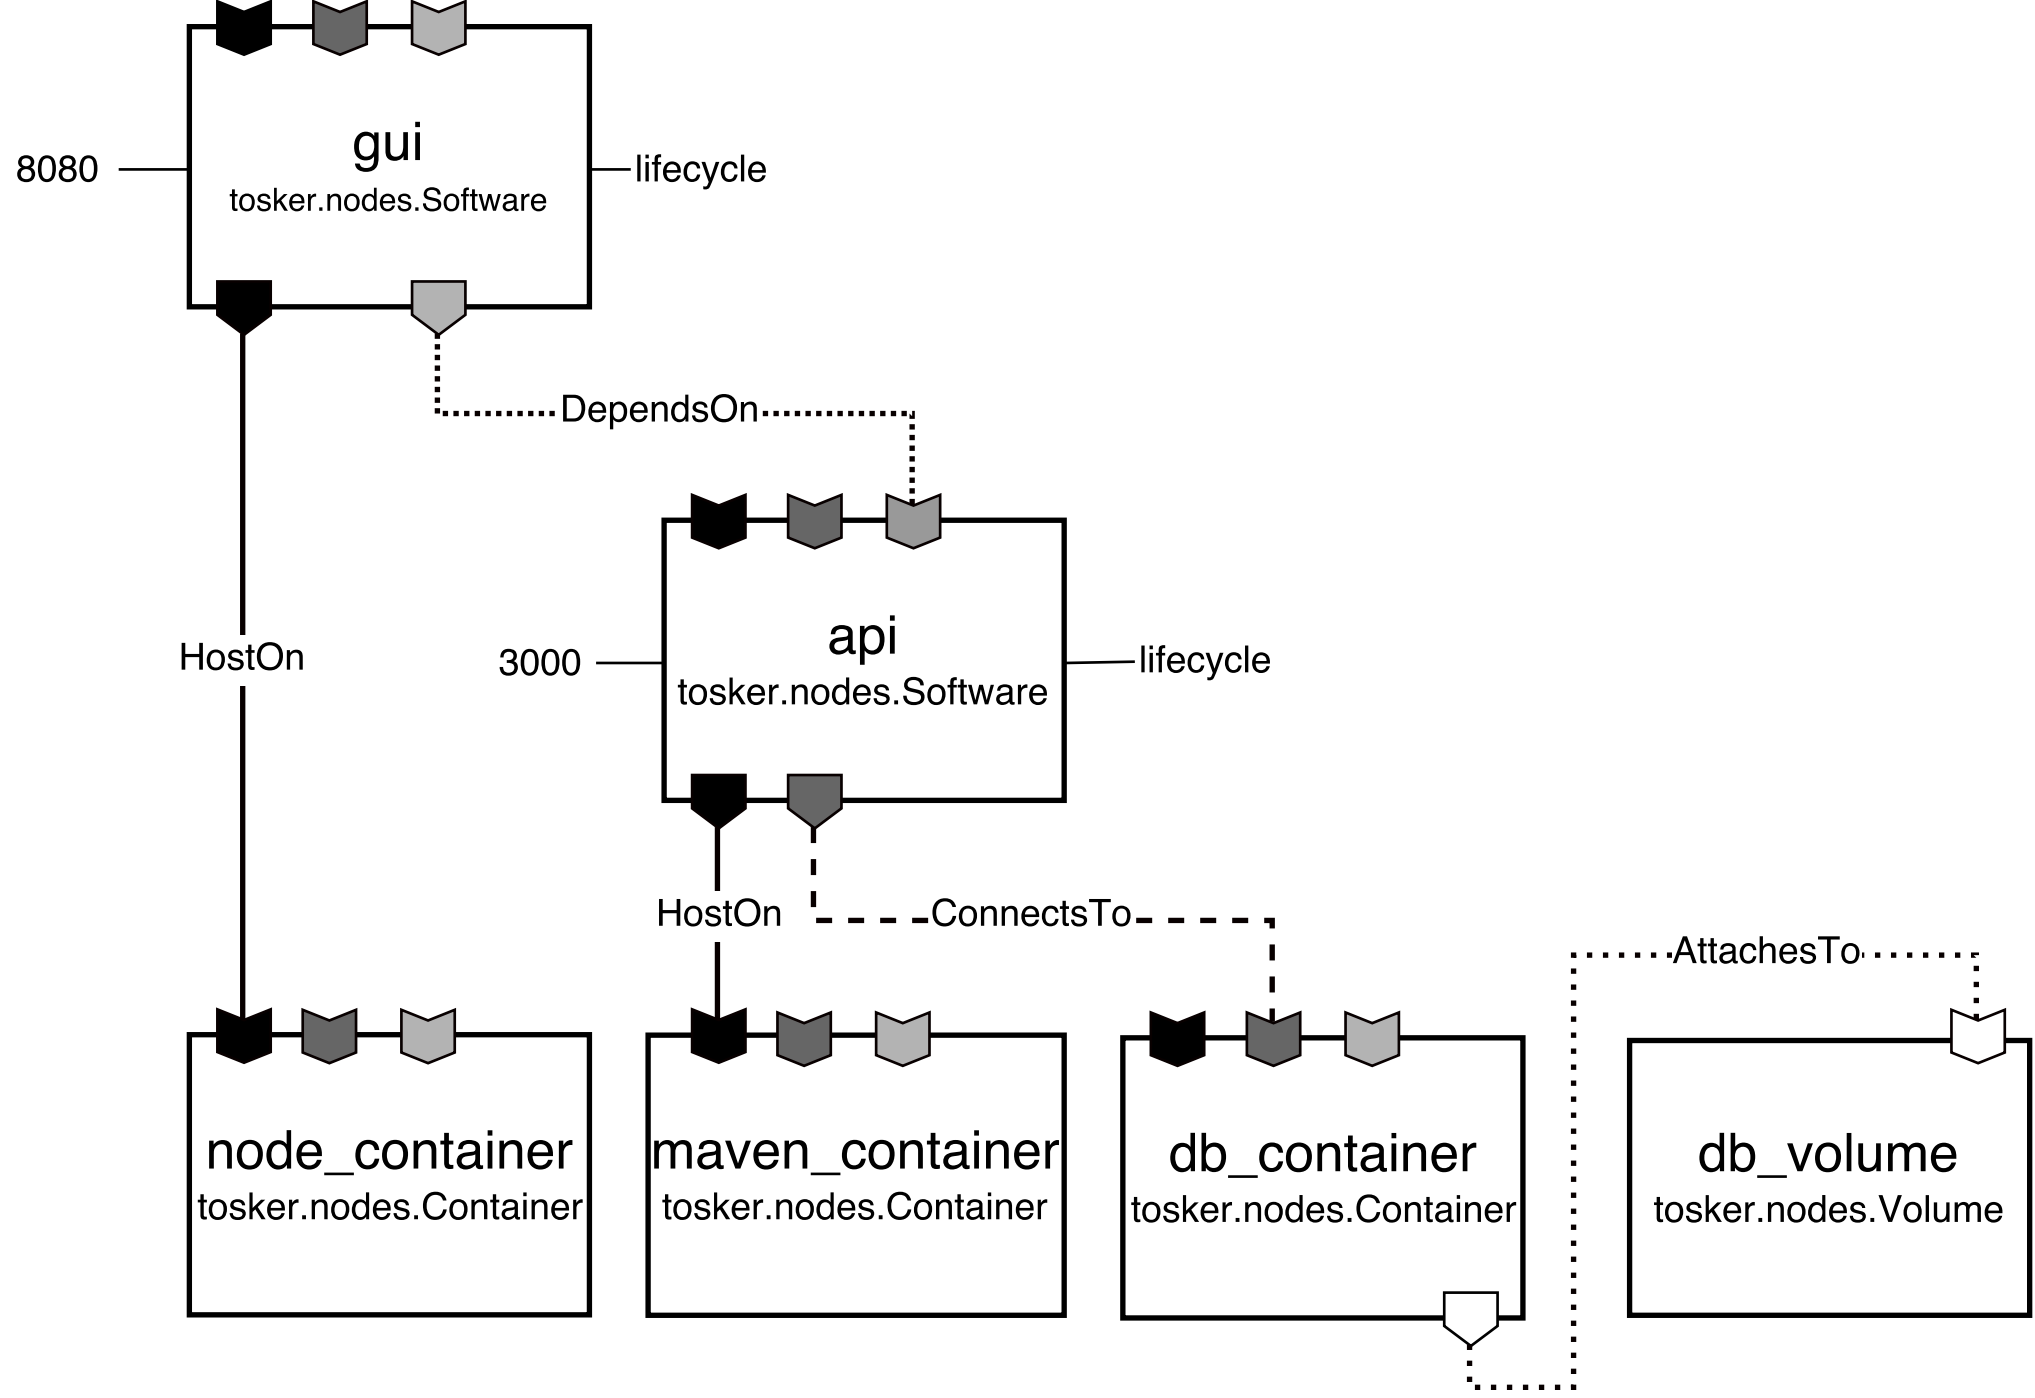 gui
8080
lifecycle
tosker.nodes.Software
DependsOn
HostOn
api
3000
lifecycle
tosker.nodes.Software
HostOn
ConnectsTo
AttachesTo
node_container
tosker.nodes.Container
maven_container
tosker.nodes.Container
db_container
tosker.nodes.Container
db_volume
tosker.nodes.Volume